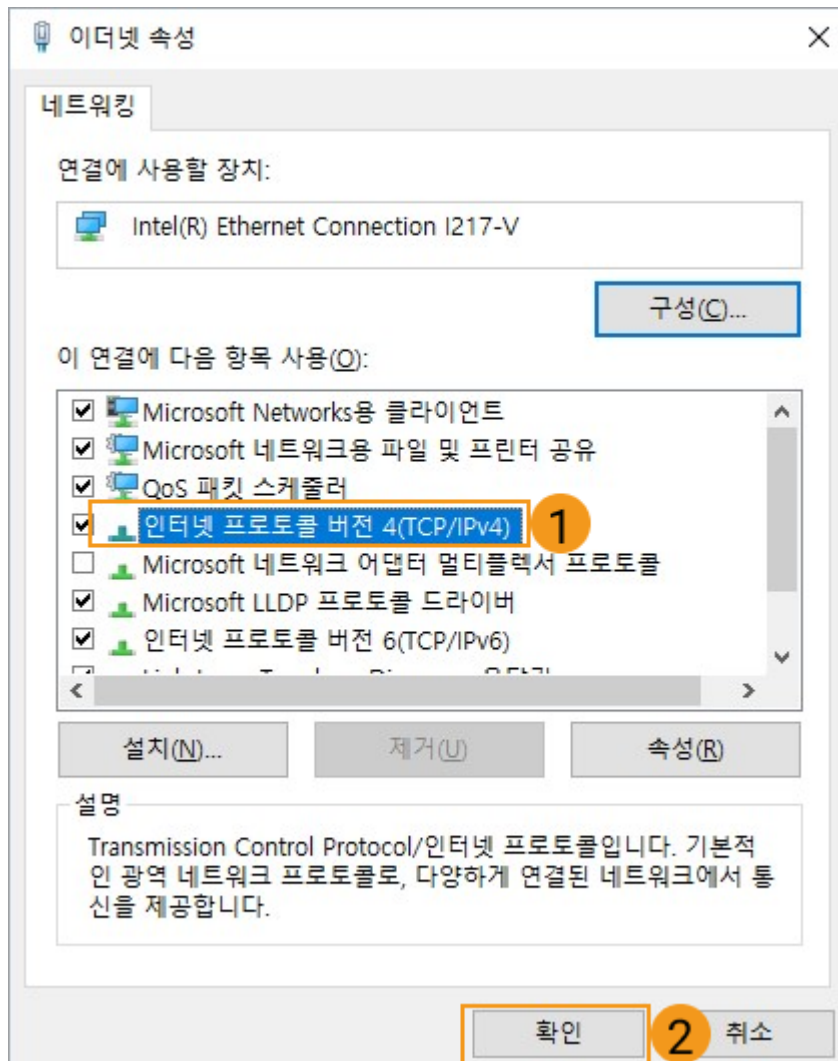 이더넷 속성
네트워킹
연결에 사용할 장치:
Intel(R) Ethernet Connection I217-V
구성(C)...
이 연결에 다음 항목 사용(O):
Microsoft Networks용 클라이언트
Microsoft 네트워크용 파일 및 프린터 공유
QoS 패킷 스케줄러
인터넷 프로토콜 버전 4(TCP/IPv4) 1
Microsoft 네트워크 어댑터 멀티플렉서 프로토콜
Microsoft LLDP 프로토콜 드라이버
인터넷 프로토콜 버전 6(TCP/IPv6)
설치(N)... 제거(U) 속성(R)
설명
Transmission Control Protocol/인터넷 프로토콜입니다. 기본적
인 광역 네트워크 프로토콜로, 다양하게 연결된 네트워크에서 통
신을 제공합니다.
확인 2 취소